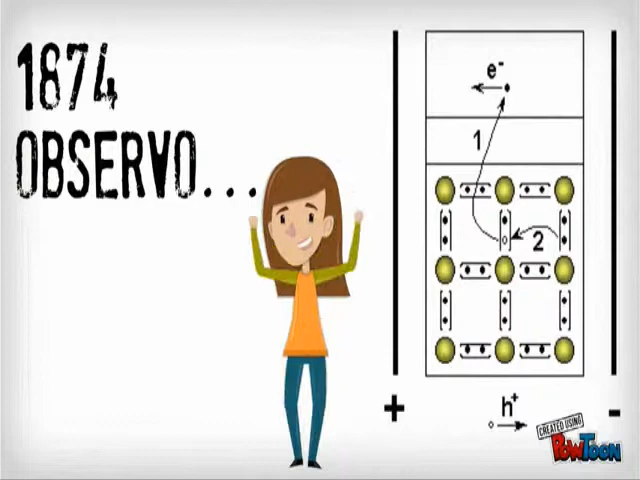 1874
OBSERVO...
e-
1
2
+
h+
-
CREATED USING
POWTOON